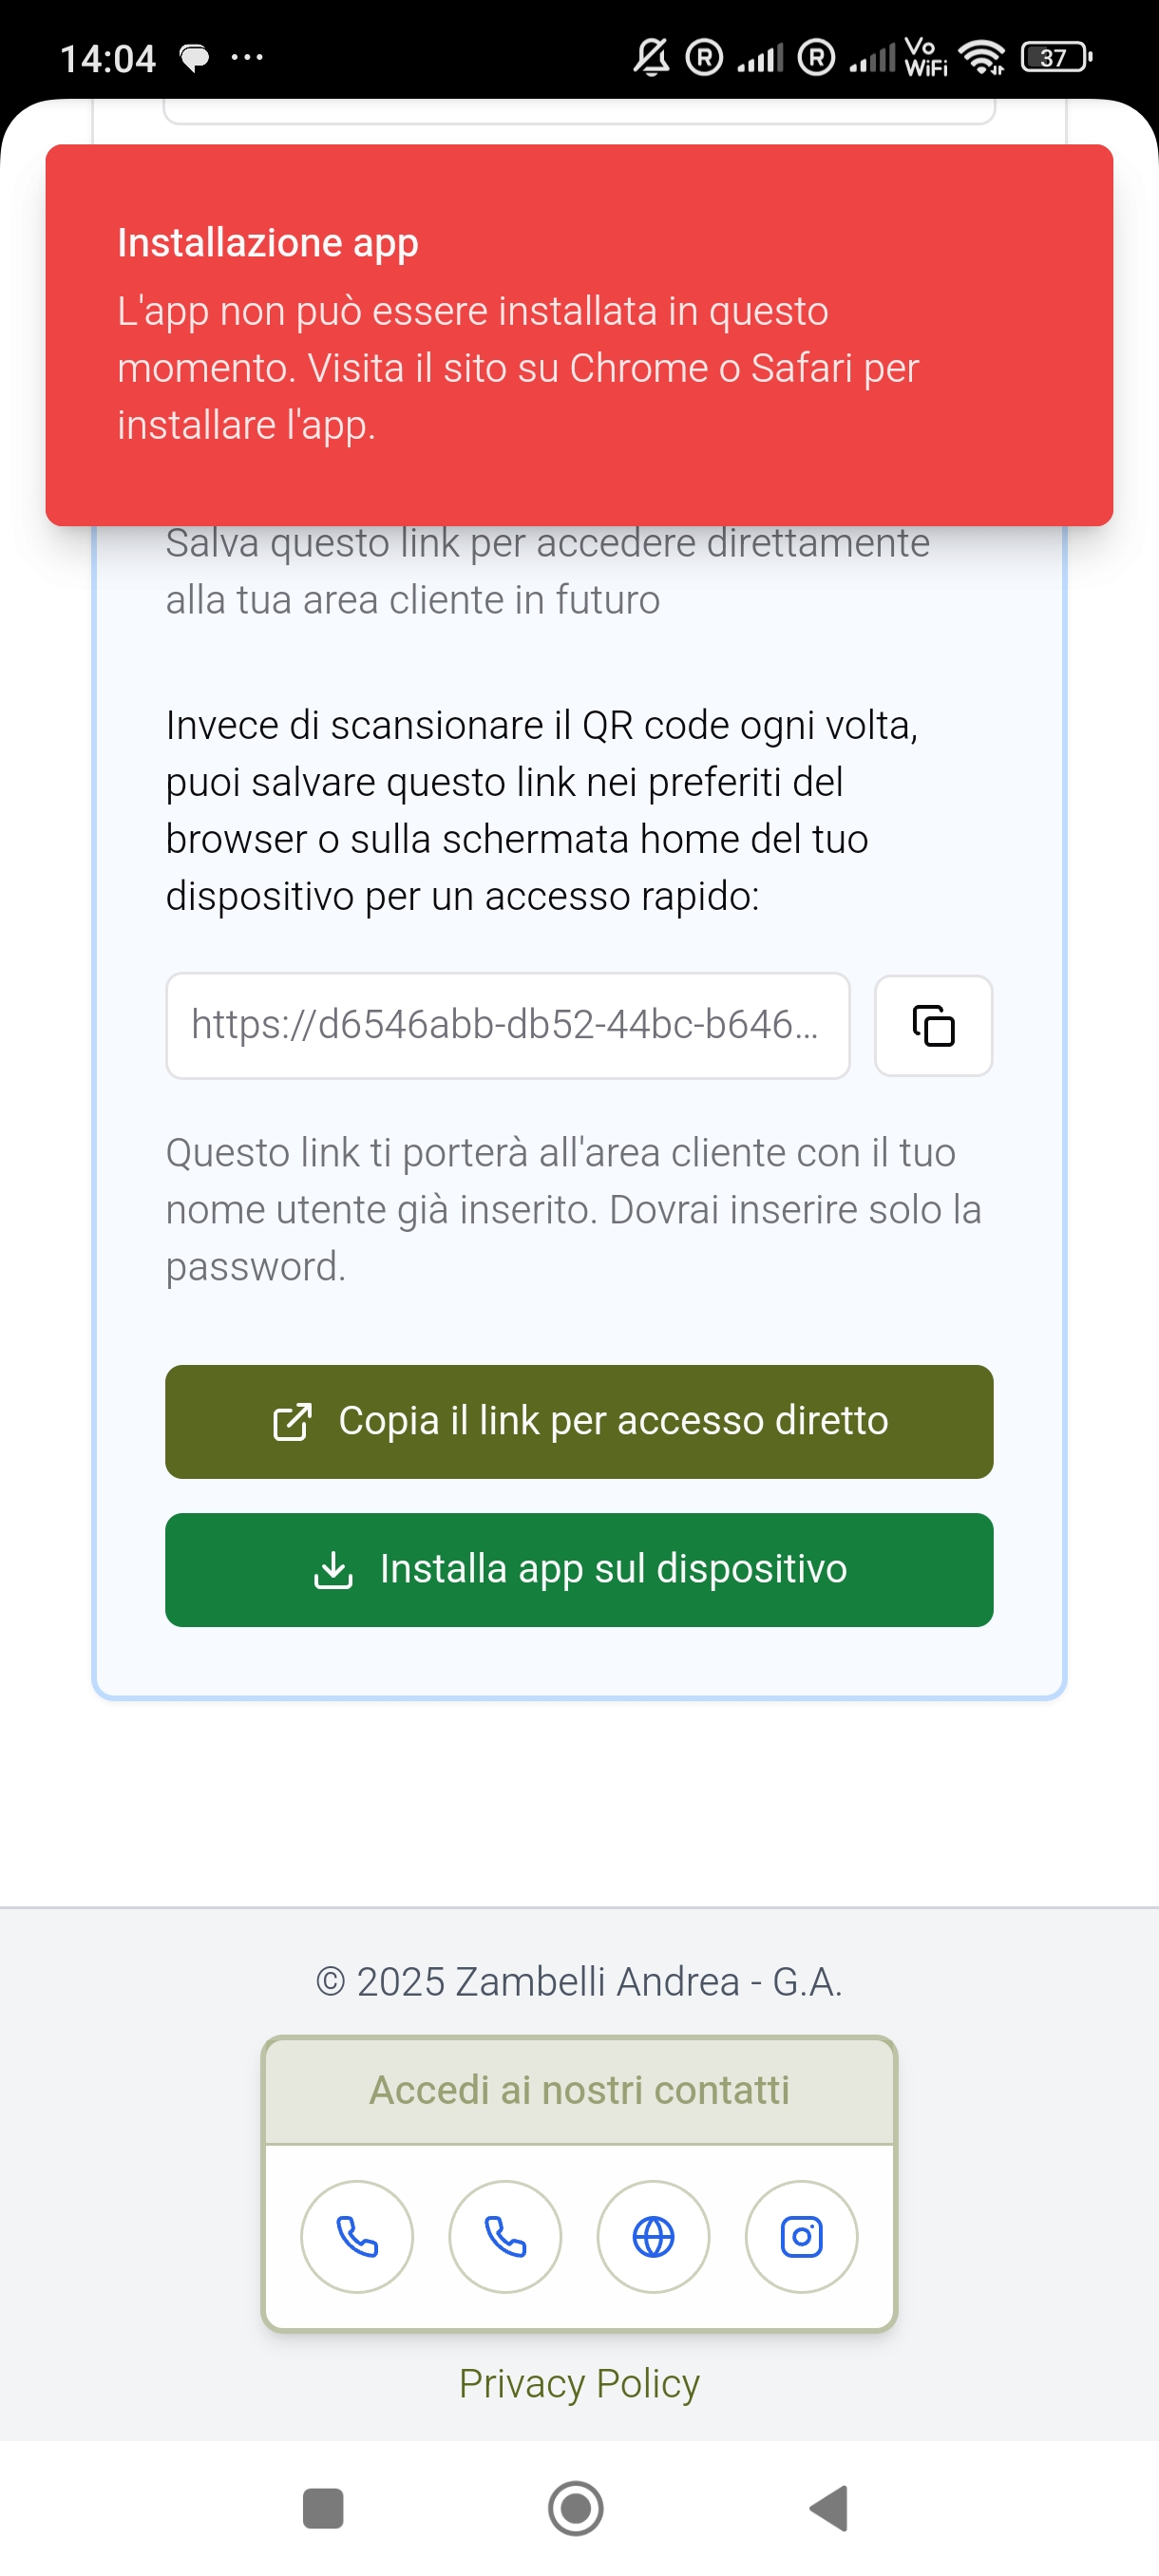 14:04
Vo
WiFi
37
Installazione app
L'app non può essere installata in questo
momento. Visita il sito su Chrome o Safari per
installare l'app.
Salva questo link per accedere direttamente
alla tua area cliente in futuro
Invece di scansionare il QR code ogni volta,
puoi salvare questo link nei preferiti del
browser o sulla schermata home del tuo
dispositivo per un accesso rapido:
https://d6546abb-db52-44bc-b646...
Questo link ti porterà all'area cliente con il tuo
nome utente già inserito. Dovrai inserire solo la
password.
Copia il link per accesso diretto
Installa app sul dispositivo
© 2025 Zambelli Andrea - G.A.
Accedi ai nostri contatti
Privacy Policy